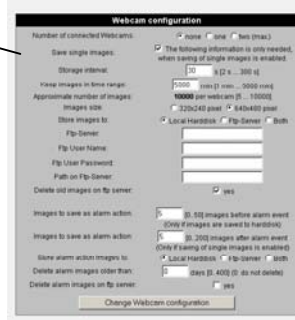 Webcam configuration
Number of connected Webcams: none one two (max.)
Save single images: The following information is only needed,
when saving of single images is enabled
Storage interval: 30 s [2 s ... 300 s]
Keep images in time range: 5000 min [1 min ... 9000 min]
Approximate number of images: 10000 per webcam [5 ... 10000]
Images size: 320x240 pixel 640x480 pixel
Store images to: Local Harddisk Ftp-Server Both
Ftp-Server:
Ftp User Name:
Ftp User Password:
Path on Ftp-Server:
Delete old images on ftp server: yes
Images to save as alarm action: 5 [0..50] images before alarm event
(Only if images are saved to harddisk)
Images to save as alarm action: 5 [0..200] images after alarm event
(Only if saving of single images is enabled)
Store alarm action images to: Local Harddisk Ftp-Server Both
Delete alarm images older than: 0 days [0..400] (0: do not delete)
Delete alarm images on ftp server: yes
Change Webcam configuration